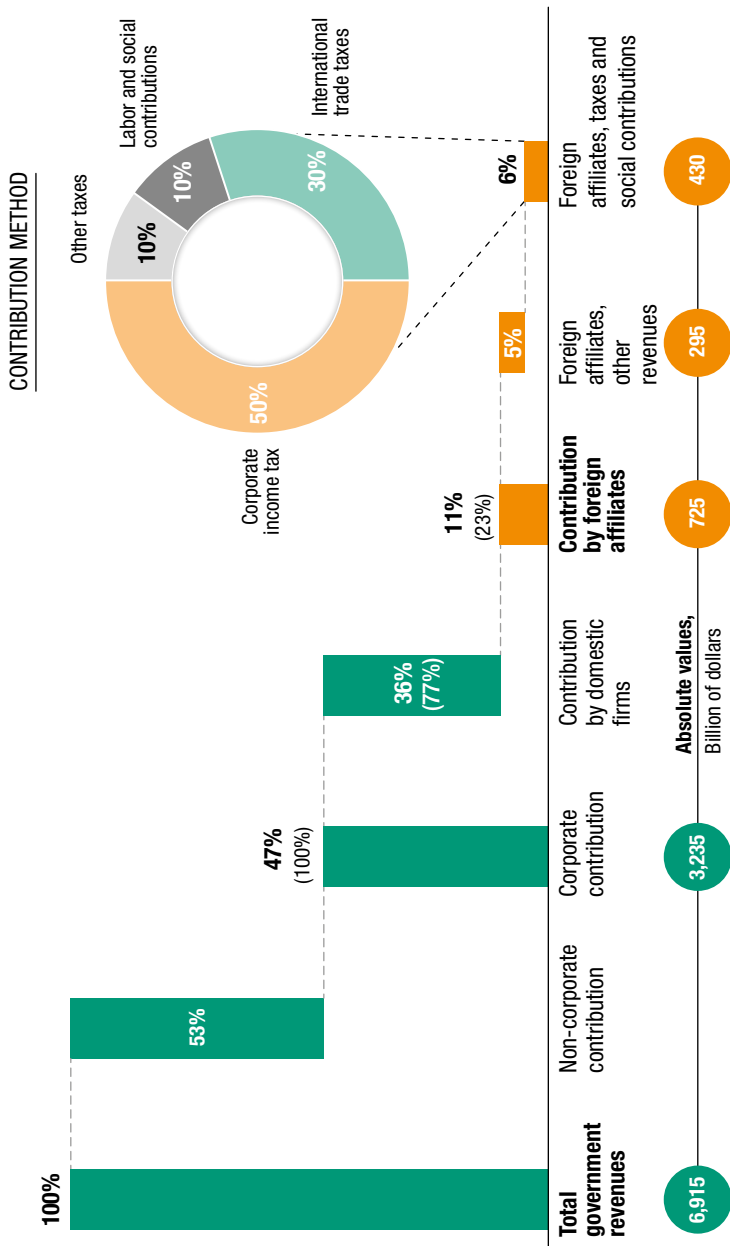 CONTRIBUTION METHOD
Other taxes
Labor and social
contributions
International
trade taxes
Corporate
income tax
10%
10%
30%
50%
100%
53%
47%
(100%)
36%
(77%)
11%
(23%)
5%
6%
Total
government
revenues
Non-corporate
contribution
Corporate
contribution
Contribution
by domestic
firms
Contribution
by foreign
affiliates
Foreign
affiliates,
other
revenues
Foreign
affiliates, taxes and
social contributions
6,915
3,235
Absolute values,
Billion of dollars
725
295
430